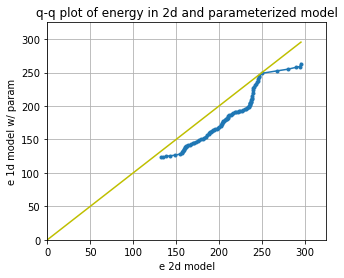 q-q plot of energy in 2d and parameterized model
300
250
200
150
100
50
0
e 1d model w/ param
0 50 100 150 200 250 300
e 2d model